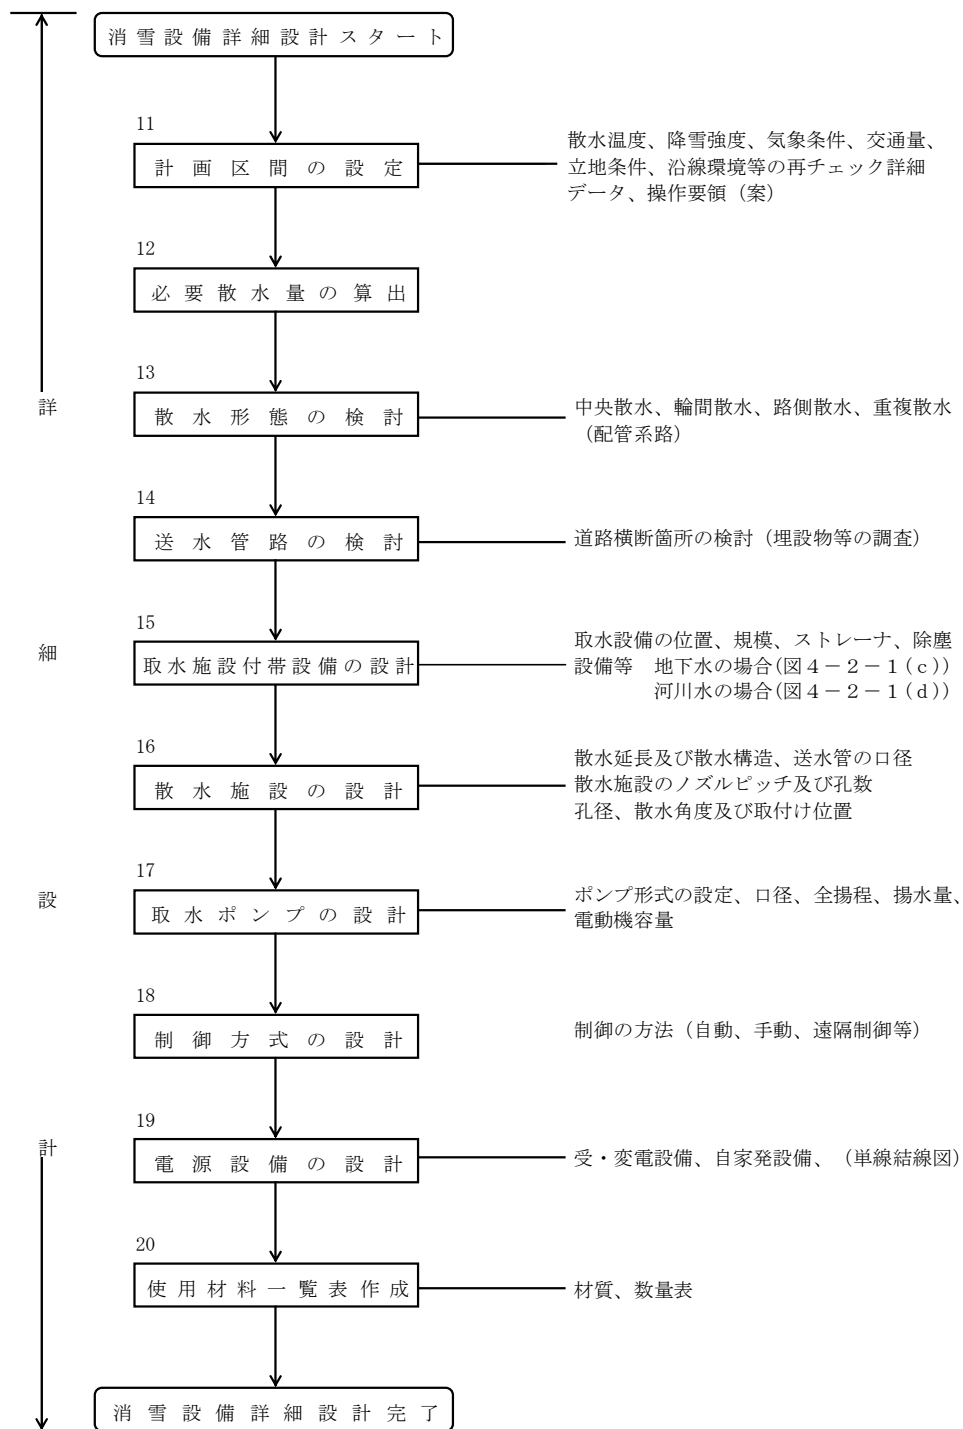 消雪設備詳細設計スタート
11
計画区間の設定
散水温度、降雪強度、気象条件、交通量、
立地条件、沿線環境等の再チェック詳細
データ、操作要領（案）
12
必要散水量の算出
13
散水形態の検討
中央散水、輪間散水、路側散水、重複散水
（配管系路）
14
送水管路の検討
道路横断箇所の検討（埋設物等の調査）
15
取水施設付帯設備の設計
取水設備の位置、規模、ストレーナ、除塵
設備等　地下水の場合(図４－２－１(ｃ))
河川水の場合(図４－２－１(ｄ))
16
散水施設の設計
散水延長及び散水構造、送水管の口径
散水施設のノズルピッチ及び孔数
孔径、散水角度及び取付け位置
17
取水ポンプの設計
ポンプ形式の設定、口径、全揚程、揚水量、
電動機容量
18
制御方式の設計
制御の方法（自動、手動、遠隔制御等）
19
電源設備の設計
受・変電設備、自家発設備、（単線結線図）
20
使用材料一覧表作成
材質、数量表
消雪設備詳細設計完了
詳
細
設
計